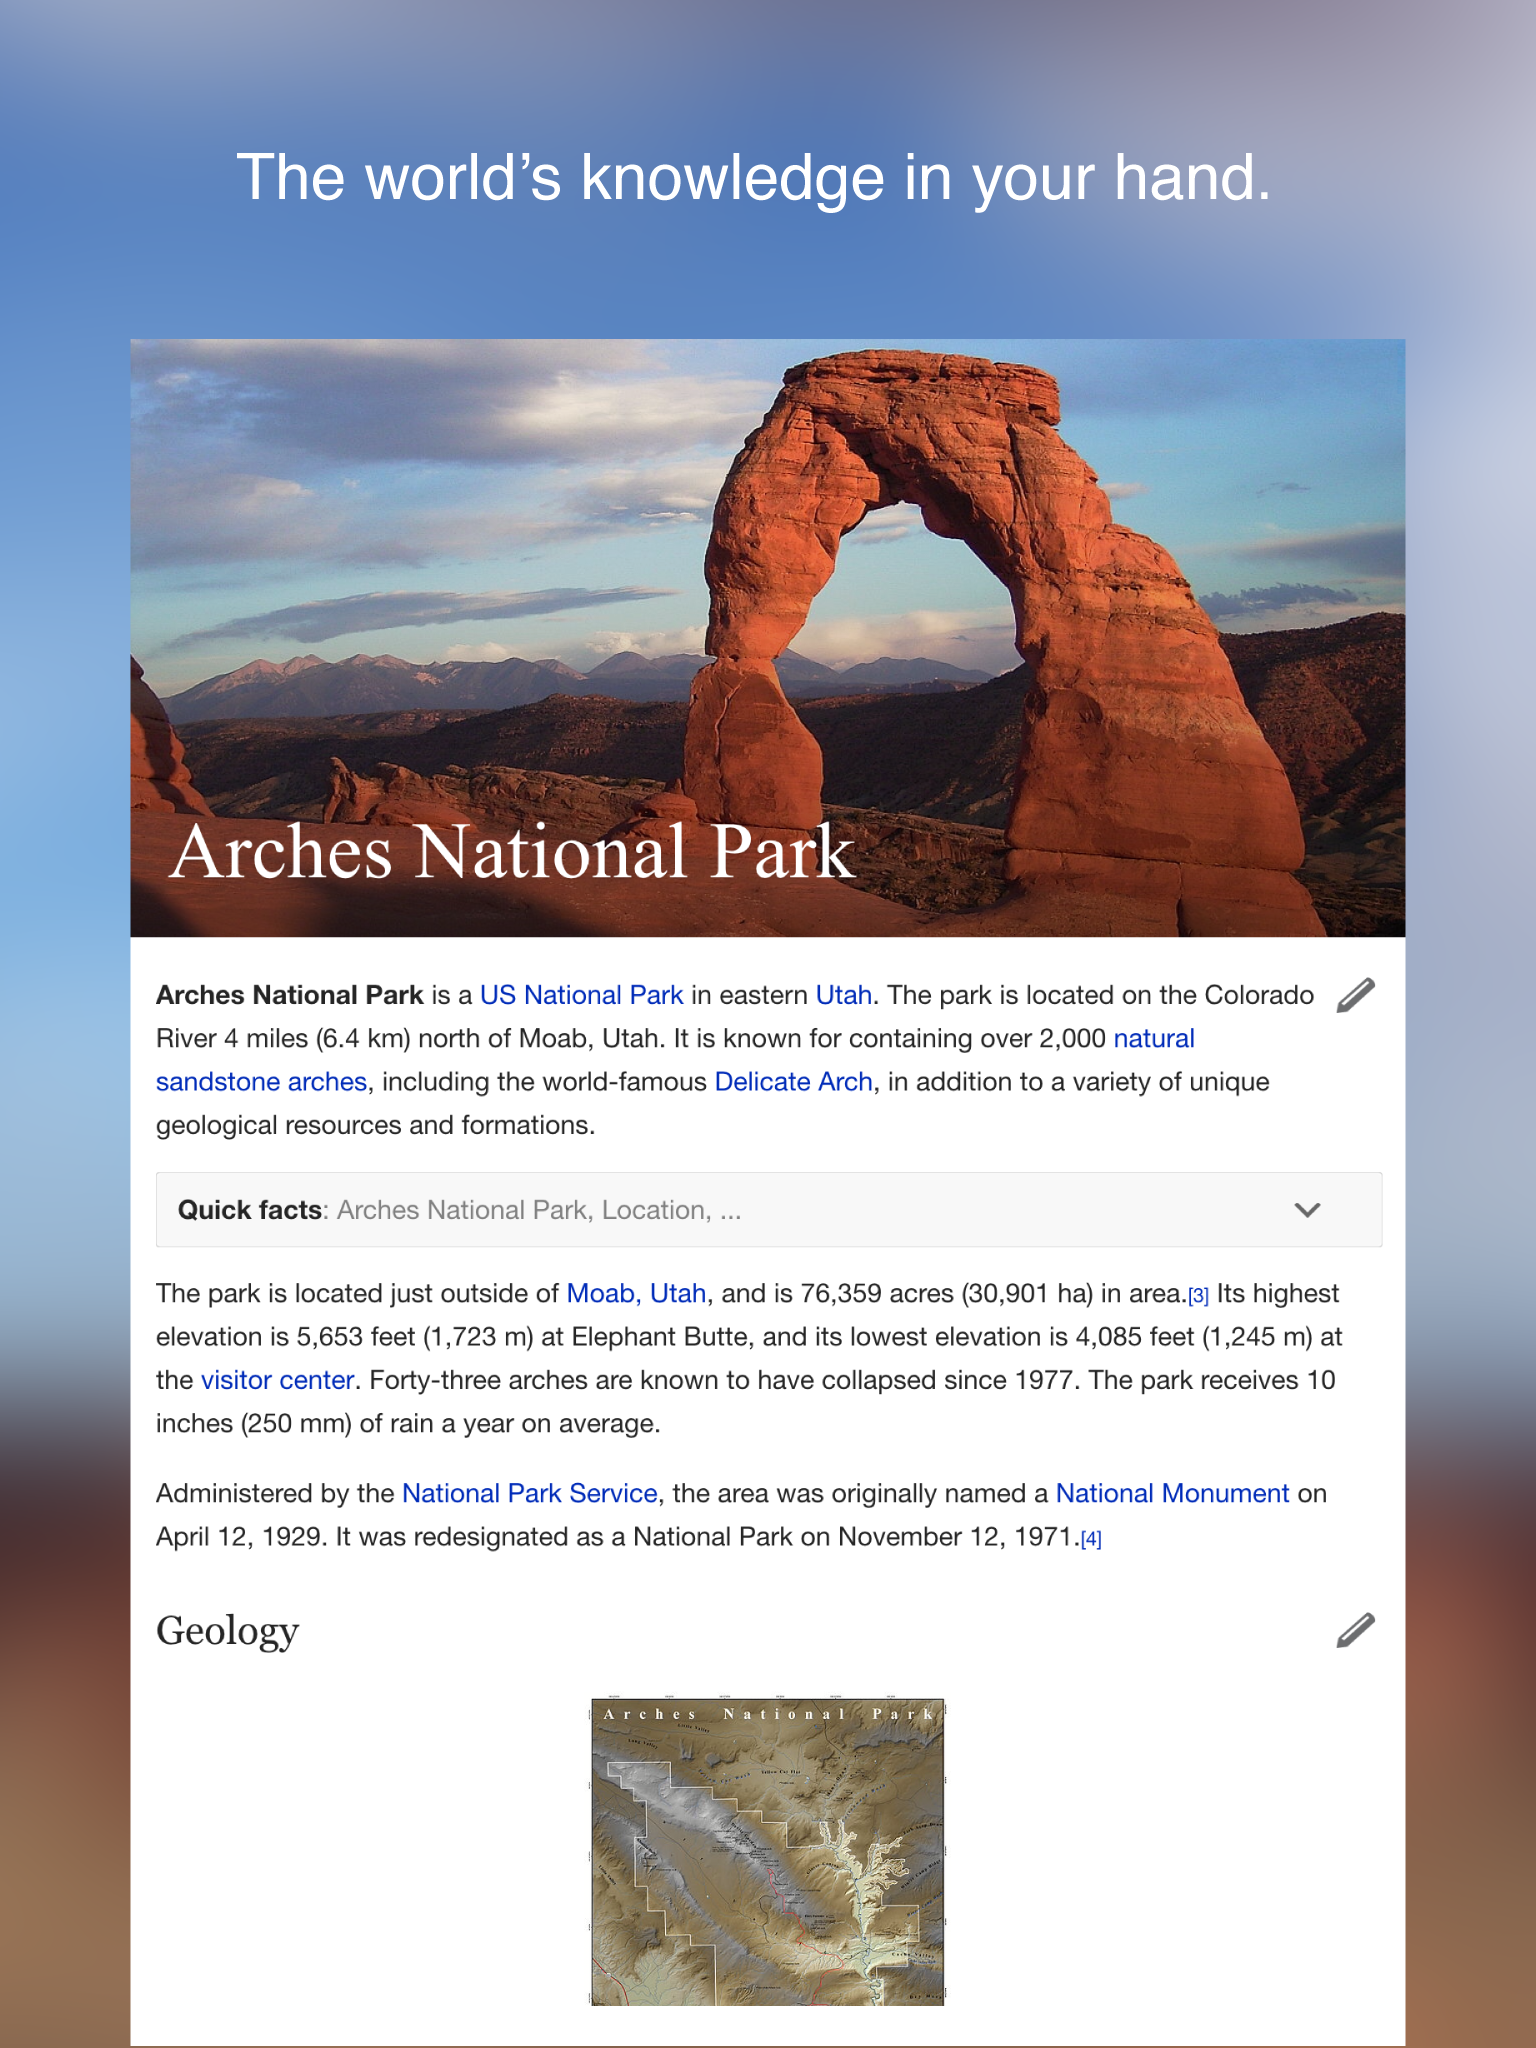 The world’s knowledge in your hand.
Arches National Park
Arches National Park is a US National Park in eastern Utah. The park is located on the Colorado
River 4 miles (6.4 km) north of Moab, Utah. It is known for containing over 2,000 natural
sandstone arches, including the world-famous Delicate Arch, in addition to a variety of unique
geological resources and formations.
Quick facts: Arches National Park, Location, ...
The park is located just outside of Moab, Utah, and is 76,359 acres (30,901 ha) in area.[3] Its highest
elevation is 5,653 feet (1,723 m) at Elephant Butte, and its lowest elevation is 4,085 feet (1,245 m) at
the visitor center. Forty-three arches are known to have collapsed since 1977. The park receives 10
inches (250 mm) of rain a year on average.
Administered by the National Park Service, the area was originally named a National Monument on
April 12, 1929. It was redesignated as a National Park on November 12, 1971.[4]
Geology
Arches National Park